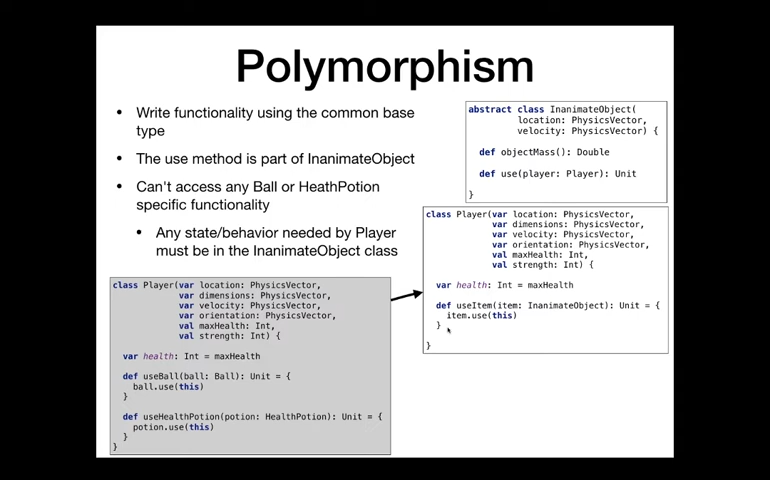 Polymorphism
• Write functionality using the common base
type
• The use method is part of InanimateObject
• Can't access any Ball or HeathPotion
specific functionality
• Any state/behavior needed by Player
must be in the InanimateObject class
abstract class InanimateObject(
location: PhysicsVector,
velocity: PhysicsVector) {
def objectMass(): Double
def use(player: Player): Unit
}
class Player(var location: PhysicsVector,
var dimensions: PhysicsVector,
var velocity: PhysicsVector,
var orientation: PhysicsVector,
val maxHealth: Int,
val strength: Int) {
var health: Int = maxHealth
def useItem(item: InanimateObject): Unit = {
item.use(this)
}
}
class Player(var location: PhysicsVector,
var dimensions: PhysicsVector,
var velocity: PhysicsVector,
var orientation: PhysicsVector,
val maxHealth: Int,
val strength: Int) {
var health: Int = maxHealth
def useBall(ball: Ball): Unit = {
ball.use(this)
}
def useHealthPotion(potion: HealthPotion): Unit = {
potion.use(this)
}
}